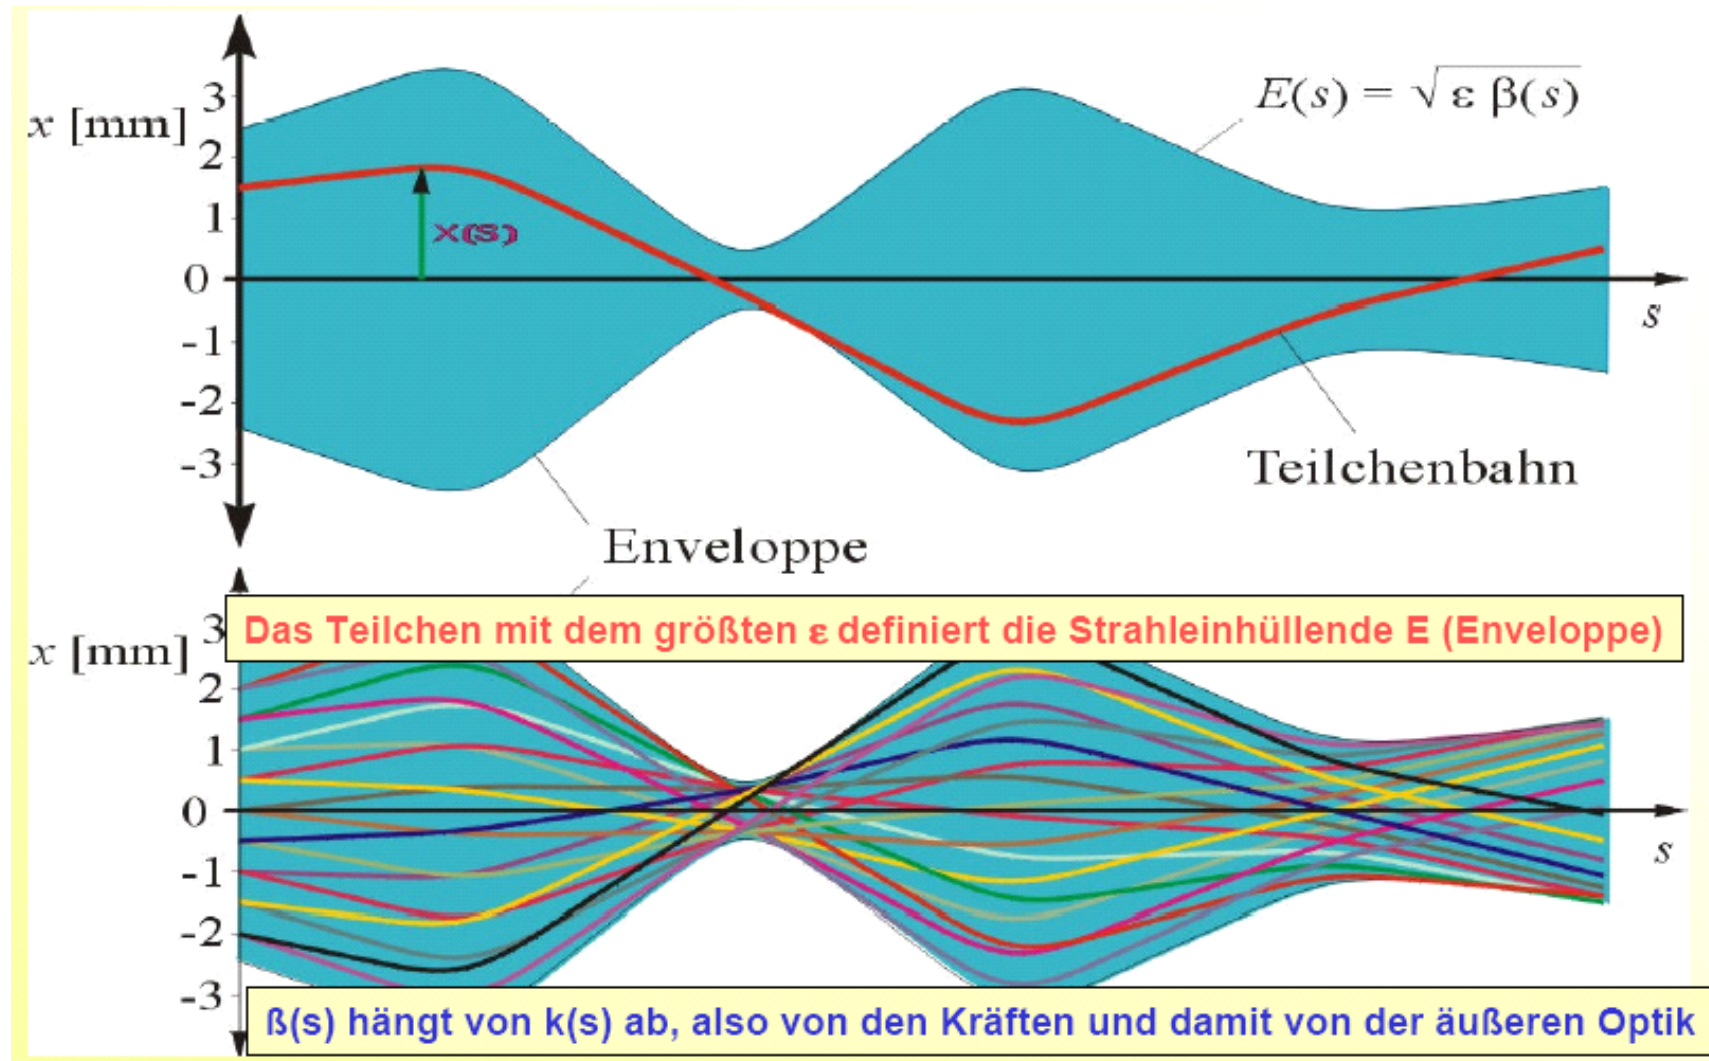 3
x [mm]
2
1
0
-1
-2
-3
E(s) = √ε β(s)
x(s)
s
Teilchenbahn
Enveloppe
Das Teilchen mit dem größten ε definiert die Strahleinhüllende E (Enveloppe)
3
x [mm]
2
1
0
-1
-2
-3
s
ß(s) hängt von k(s) ab, also von den Kräften und damit von der äußeren Optik